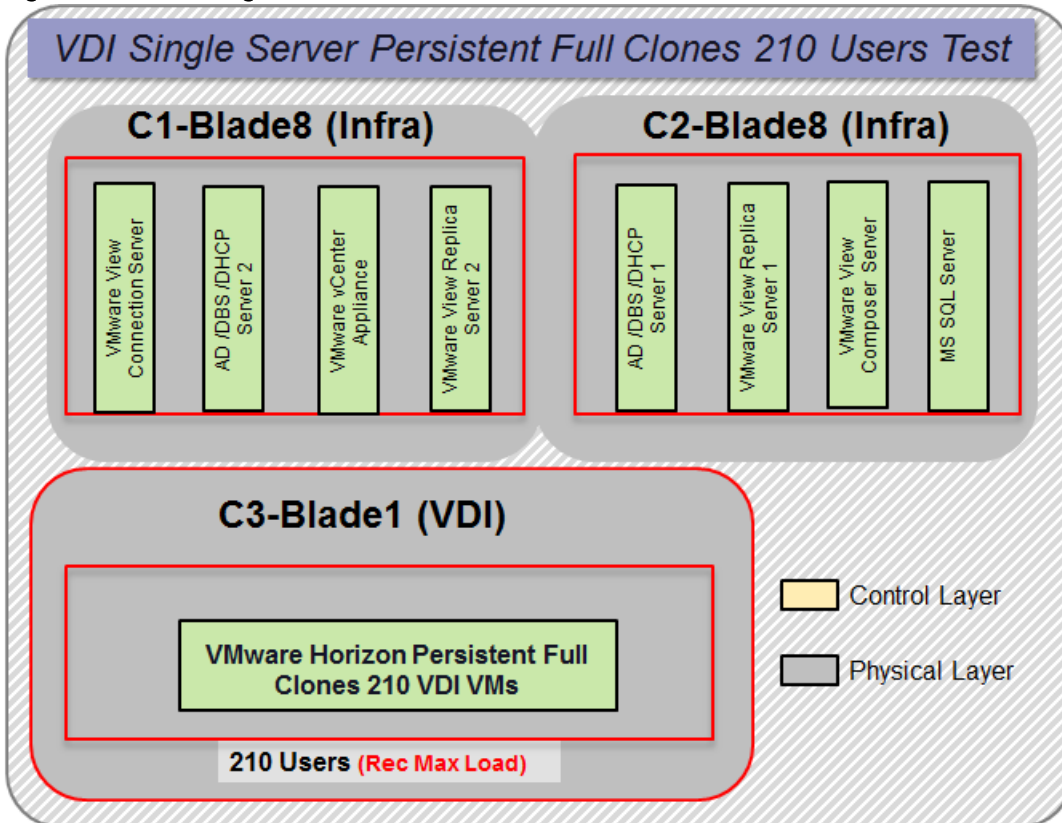 VDI Single Server Persistent Full Clones 210 Users Test
C1-Blade8 (Infra)
VMware View
Connection Server
AD /DBS /DHCP
Server 2
VMware vCenter
Appliance
VMware View Replica
Server 2
C2-Blade8 (Infra)
AD /DBS /DHCP
Server 1
VMware View Replica
Server 1
VMware View
Composer Server
MS SQL Server
C3-Blade1 (VDI)
VMware Horizon Persistent Full
Clones 210 VDI VMs
210 Users (Rec Max Load)
Control Layer
Physical Layer